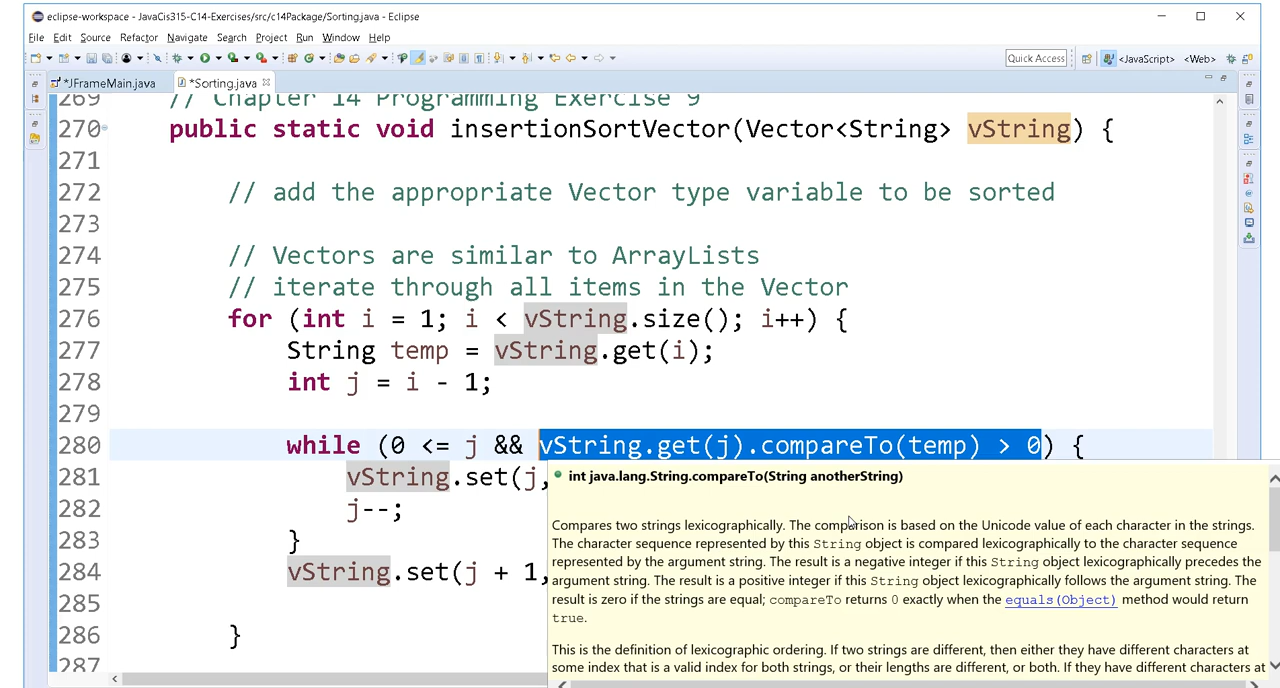 eclipse-workspace - JavaCis315-C14-Exercises/src/c14Package/Sorting.java - Eclipse
File Edit Source Refactor Navigate Search Project Run Window Help
Quick Access <JavaScript> <Web>
*JFrameMain.java *Sorting.java
269 // Chapter 14 Programming Exercise 9
270 public static void insertionSortVector(Vector<String> vString) {
271
272 // add the appropriate Vector type variable to be sorted
273
274 // Vectors are similar to ArrayLists
275 // iterate through all items in the Vector
276 for (int i = 1; i < vString.size(); i++) {
277 String temp = vString.get(i);
278 int j = i - 1;
279
280 while (0 <= j && vString.get(j).compareTo(temp) > 0) {
281 vString.set(j,
int java.lang.String.compareTo(String anotherString)
282 j--;
Compares two strings lexicographically. The comparison is based on the Unicode value of each character in the strings.
The character sequence represented by this String object is compared lexicographically to the character sequence
283 }
represented by the argument string. The result is a negative integer if this String object lexicographically precedes the
284 vString.set(j + 1,
argument string. The result is a positive integer if this String object lexicographically follows the argument string. The
285
result is zero if the strings are equal; compareTo returns 0 exactly when the equals(Object) method would return
true.
286 }
This is the definition of lexicographic ordering. If two strings are different, then either they have different characters at
287
some index that is a valid index for both strings, or their lengths are different, or both. If they have different characters at